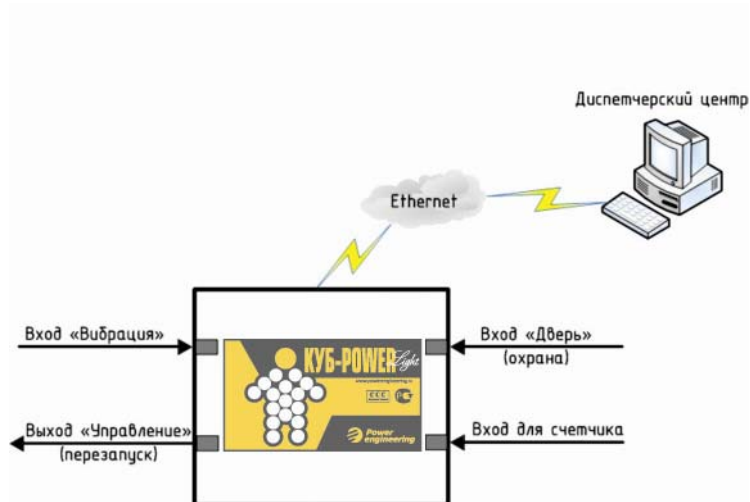 Диспетчерский центр
Ethernet
Вход «Вибрация»
Вход «Дверь»
(охрана)
КУБ-POWER Light
Выход «Управление»
(перезапуск)
Power
engineering
Вход для счетчика